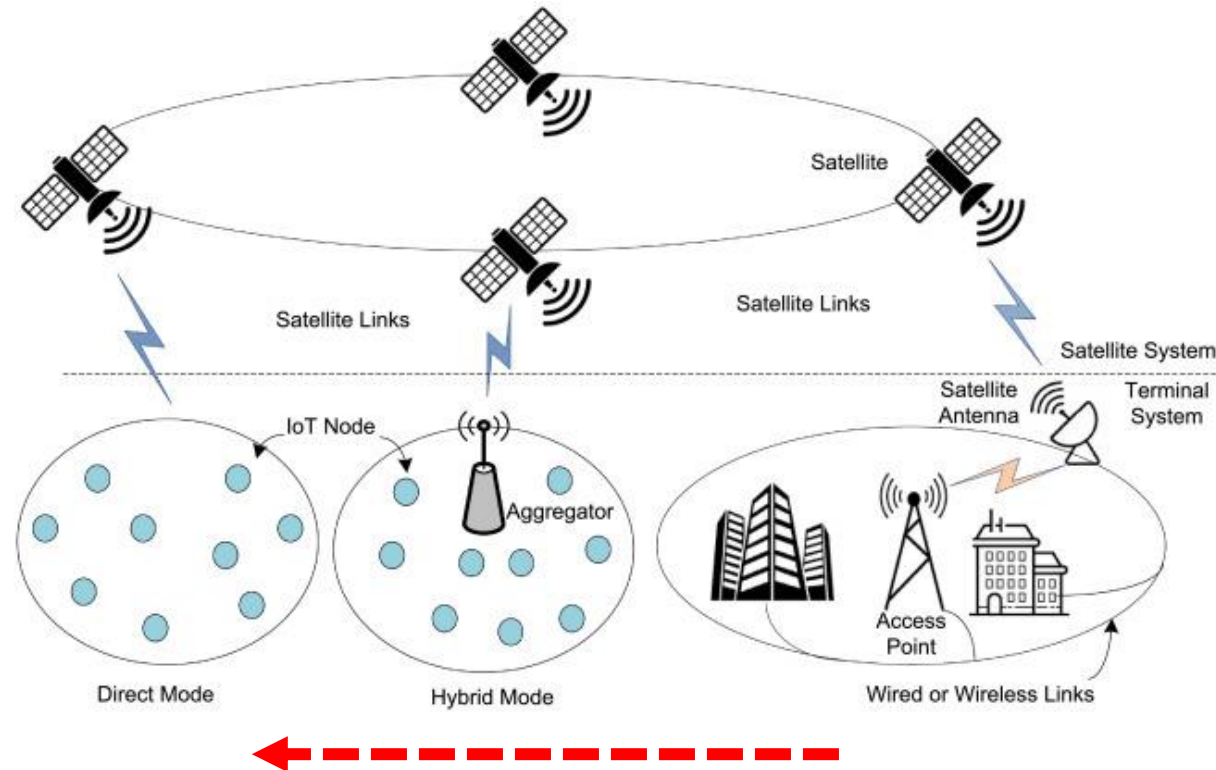 Satellite
Satellite Links
Satellite Links
Satellite System
Satellite
Antenna
Terminal
System
IoT Node
Aggregator
Access
Point
Direct Mode
Hybrid Mode
Wired or Wireless Links